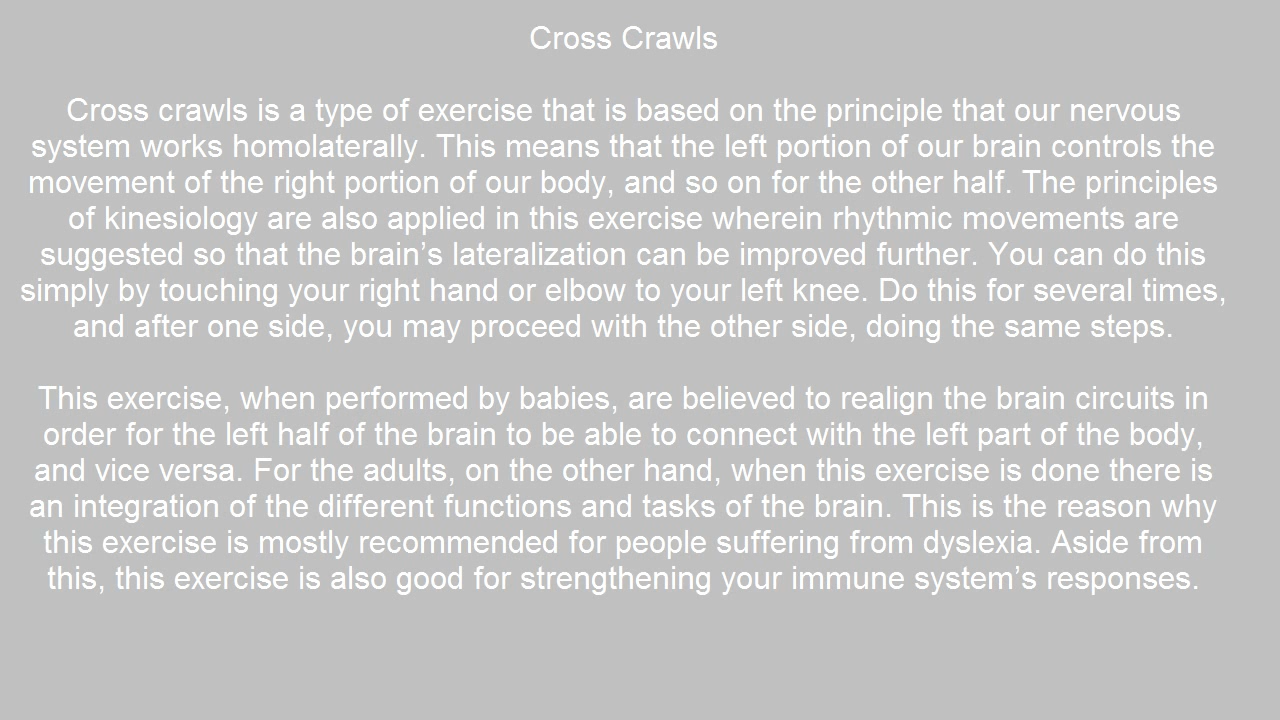 Cross Crawls
Cross crawls is a type of exercise that is based on the principle that our nervous
system works homolaterally. This means that the left portion of our brain controls the
movement of the right portion of our body, and so on for the other half. The principles
of kinesiology are also applied in this exercise wherein rhythmic movements are
suggested so that the brain’s lateralization can be improved further. You can do this
simply by touching your right hand or elbow to your left knee. Do this for several times,
and after one side, you may proceed with the other side, doing the same steps.
This exercise, when performed by babies, are believed to realign the brain circuits in
order for the left half of the brain to be able to connect with the left part of the body,
and vice versa. For the adults, on the other hand, when this exercise is done there is
an integration of the different functions and tasks of the brain. This is the reason why
this exercise is mostly recommended for people suffering from dyslexia. Aside from
this, this exercise is also good for strengthening your immune system’s responses.